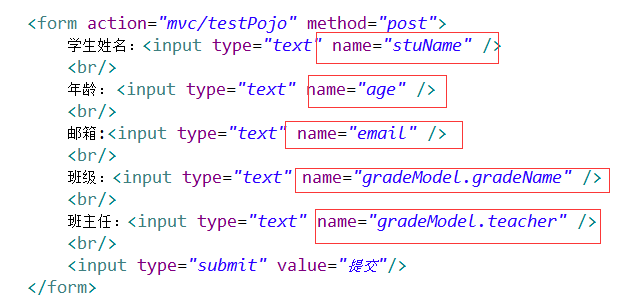 <form action="mvc/testPojo" method="post">
学生姓名：<input type="text" name="stuName" />
<br/>
年龄：<input type="text" name="age" />
<br/>
邮箱:<input type="text" name="email" />
<br/>
班级：<input type="text" name="gradeModel.gradeName" />
<br/>
班主任：<input type="text" name="gradeModel.teacher" />
<br/>
<input type="submit" value="提交"/>
</form>